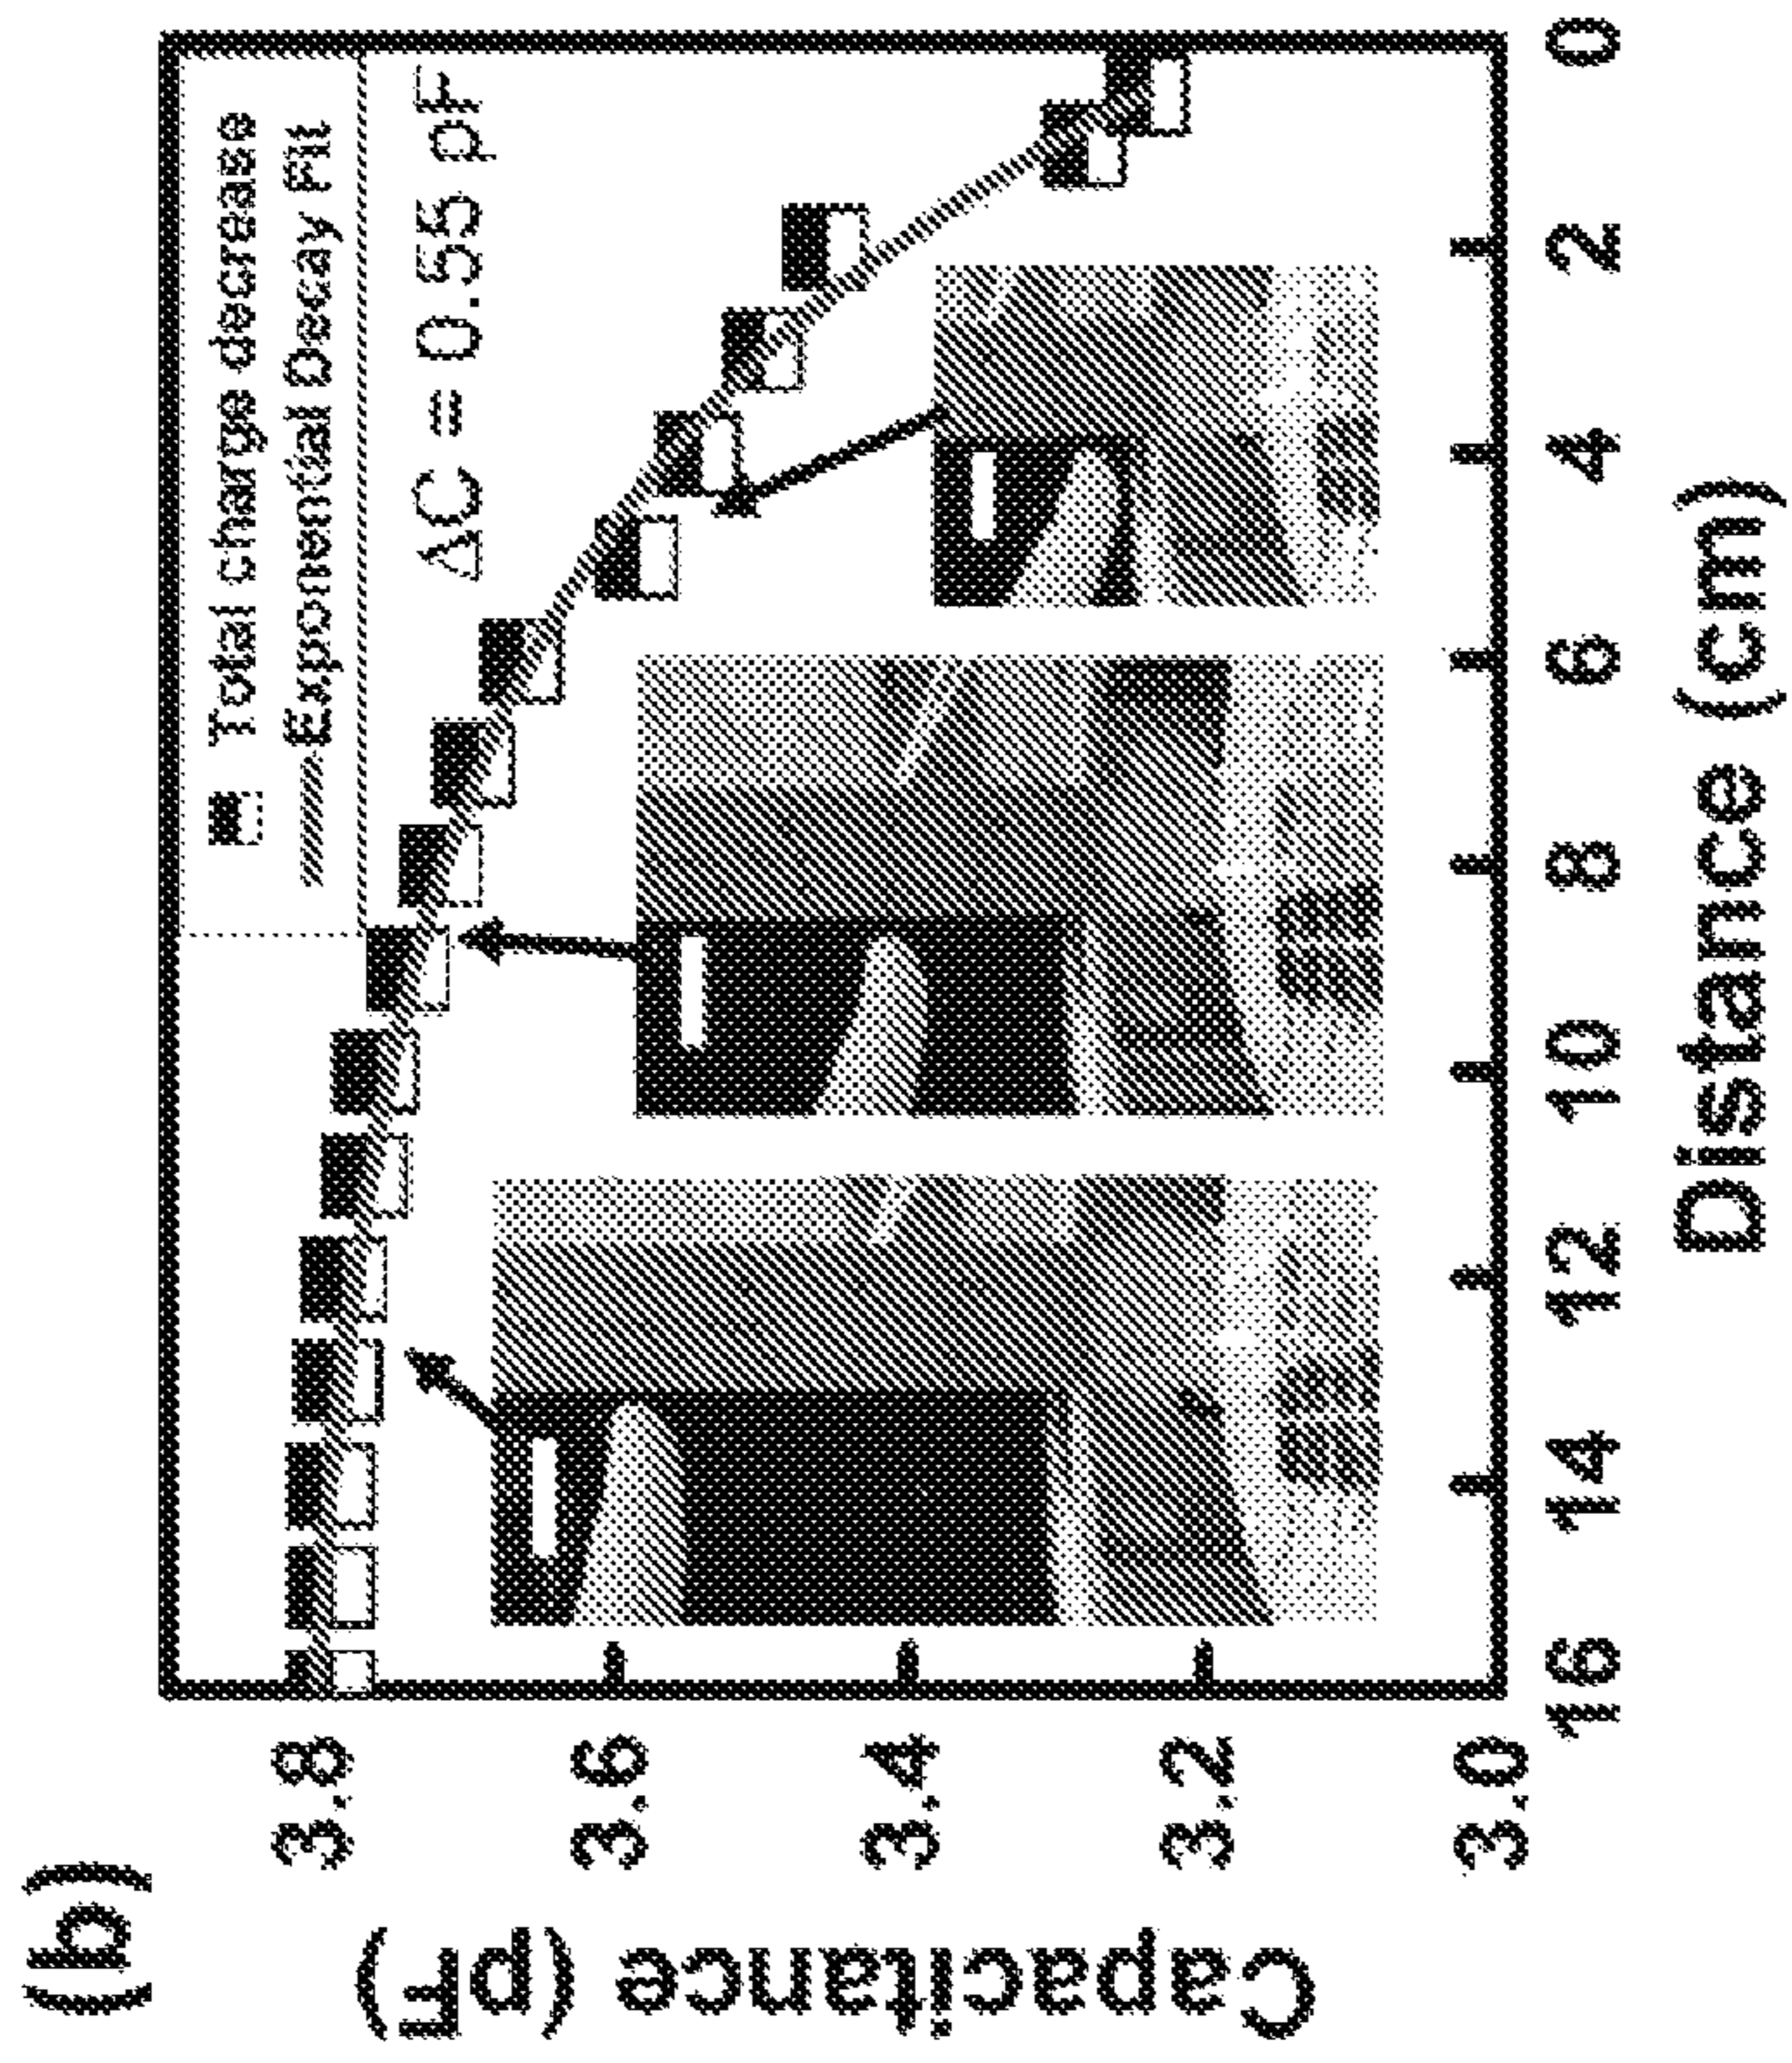 (b)
Total change decrease
Exponential Decay Fit
ΔC = 0.55 pF
Capacitance (pF)
3.8
3.6
3.4
3.2
3.0
16 14 12 10 8 6 4 2 0
Distance (cm)